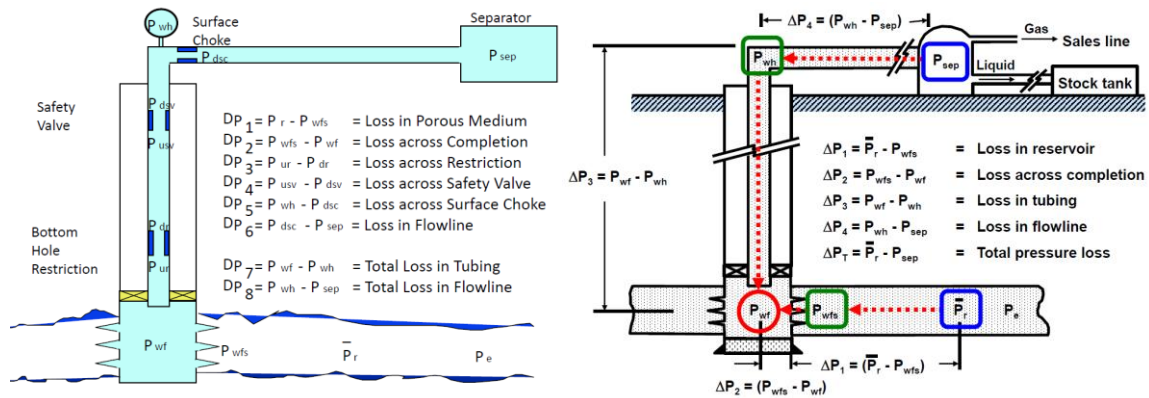 P wh
Surface
Choke
P dsc
Separator
P sep
Safety
Valve
P dsv
P usv
DP 1 = P r - P wfs = Loss in Porous Medium
DP 2 = P wfs - P wf = Loss across Completion
DP 3 = P ur - P dr = Loss across Restriction
DP 4 = P usv - P dsv = Loss across Safety Valve
DP 5 = P wh - P dsc = Loss across Surface Choke
DP 6 = P dsc - P sep = Loss in Flowline
DP 7 = P wf - P wh = Total Loss in Tubing
DP 8 = P wh - P sep = Total Loss in Flowline
Bottom
Hole
Restriction
P dr
P ur
P wf
P wfs
P̅ r
P e
ΔP4 = (Pwh - Psep)
Pwh
Psep
Gas
Sales line
Liquid
Stock tank
ΔP3 = Pwf - Pwh
ΔP1 = P̅r - Pwfs = Loss in reservoir
ΔP2 = Pwfs - Pwf = Loss across completion
ΔP3 = Pwf - Pwh = Loss in tubing
ΔP4 = Pwh - Psep = Loss in flowline
ΔPT = P̅r - Psep = Total pressure loss
Pwf
Pwfs
P̅r
Pe
ΔP1 = (P̅r - Pwfs)
ΔP2 = (Pwfs - Pwf)